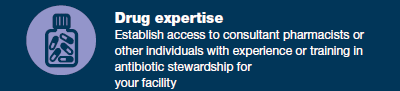 Drug expertise
Establish access to consultant pharmacists or
other individuals with experience or training in
antibiotic stewardship for
your facility